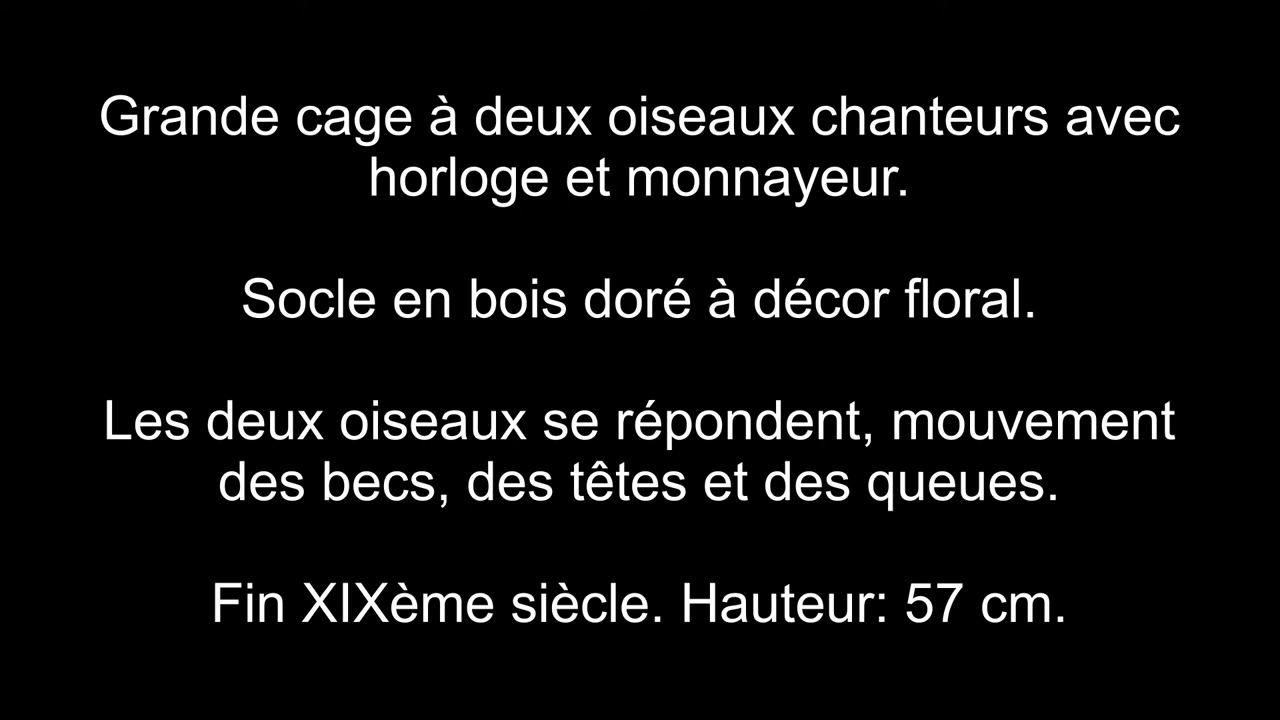 Grande cage à deux oiseaux chanteurs avec
horloge et monnayeur.
Socle en bois doré à décor floral.
Les deux oiseaux se répondent, mouvement
des becs, des têtes et des queues.
Fin XIXème siècle. Hauteur: 57 cm.